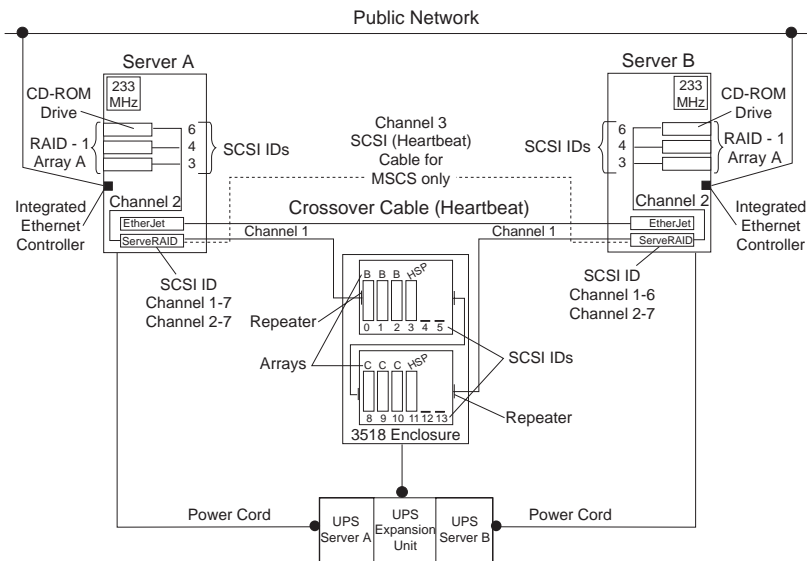 Public Network
Server A
Server B
233
MHz
233
MHz
CD-ROM
Drive
RAID - 1
Array A
6
4
3
SCSI IDs
Channel 3
SCSI (Heartbeat)
Cable for
MSCS only
SCSI IDs
6
4
3
CD-ROM
Drive
RAID - 1
Array A
Integrated
Ethernet
Controller
Channel 2
EtherJet
ServeRAID
Crossover Cable (Heartbeat)
Channel 1
Channel 1
Channel 2
EtherJet
ServeRAID
Integrated
Ethernet
Controller
SCSI ID
Channel 1-7
Channel 2-7
SCSI ID
Channel 1-6
Channel 2-7
B B B HSP
0 1 2 3 4 5
Repeater
Arrays
SCSI IDs
C C C HSP
8 9 10 11 12 13
Repeater
3518 Enclosure
Power Cord
UPS
Server A
UPS
Expansion
Unit
UPS
Server B
Power Cord